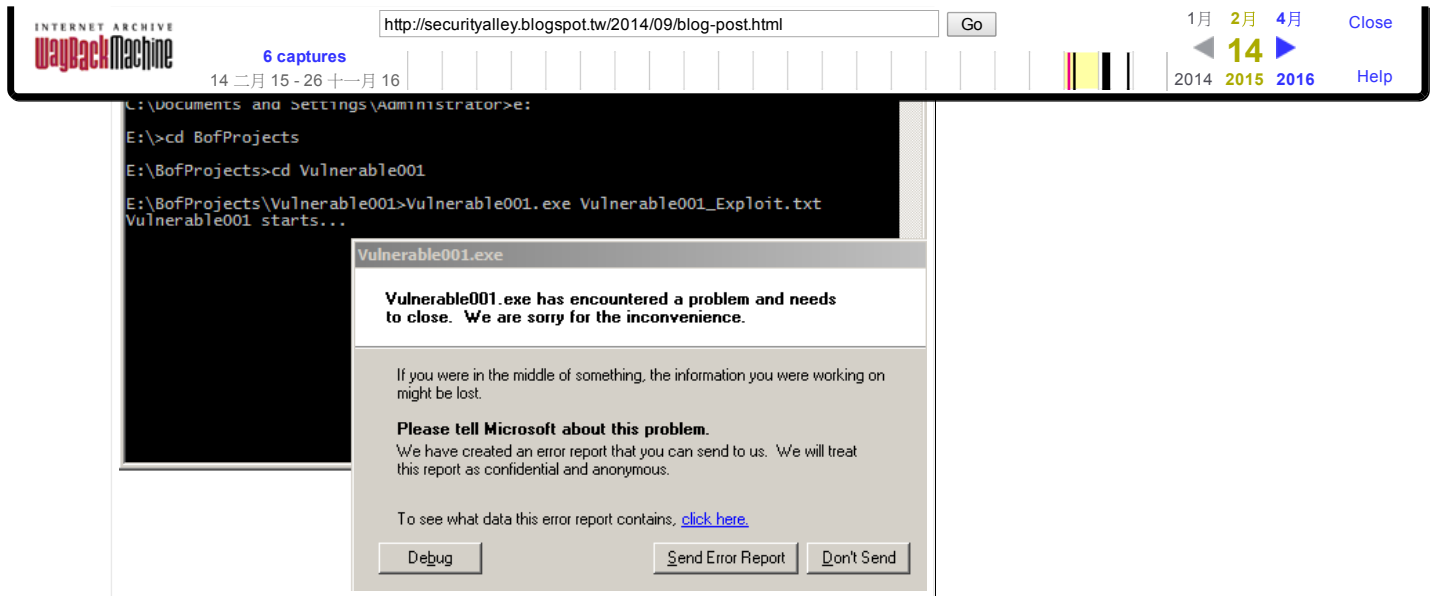 INTERNET ARCHIVE
WayBackMachine
http://securityalley.blogspot.tw/2014/09/blog-post.html
Go
1月 2月 4月
Close
6 captures
14 二月 15 - 26 十一月 16
14
2014 2015 2016
Help
C:\Documents and Settings\Administrator>e:
E:\>cd BofProjects
E:\BofProjects>cd Vulnerable001
E:\BofProjects\Vulnerable001>Vulnerable001.exe Vulnerable001_Exploit.txt
Vulnerable001 starts...
Vulnerable001.exe
Vulnerable001.exe has encountered a problem and needs
to close. We are sorry for the inconvenience.
If you were in the middle of something, the information you were working on
might be lost.
Please tell Microsoft about this problem.
We have created an error report that you can send to us. We will treat
this report as confidential and anonymous.
To see what data this error report contains, click here.
Debug
Send Error Report
Don't Send